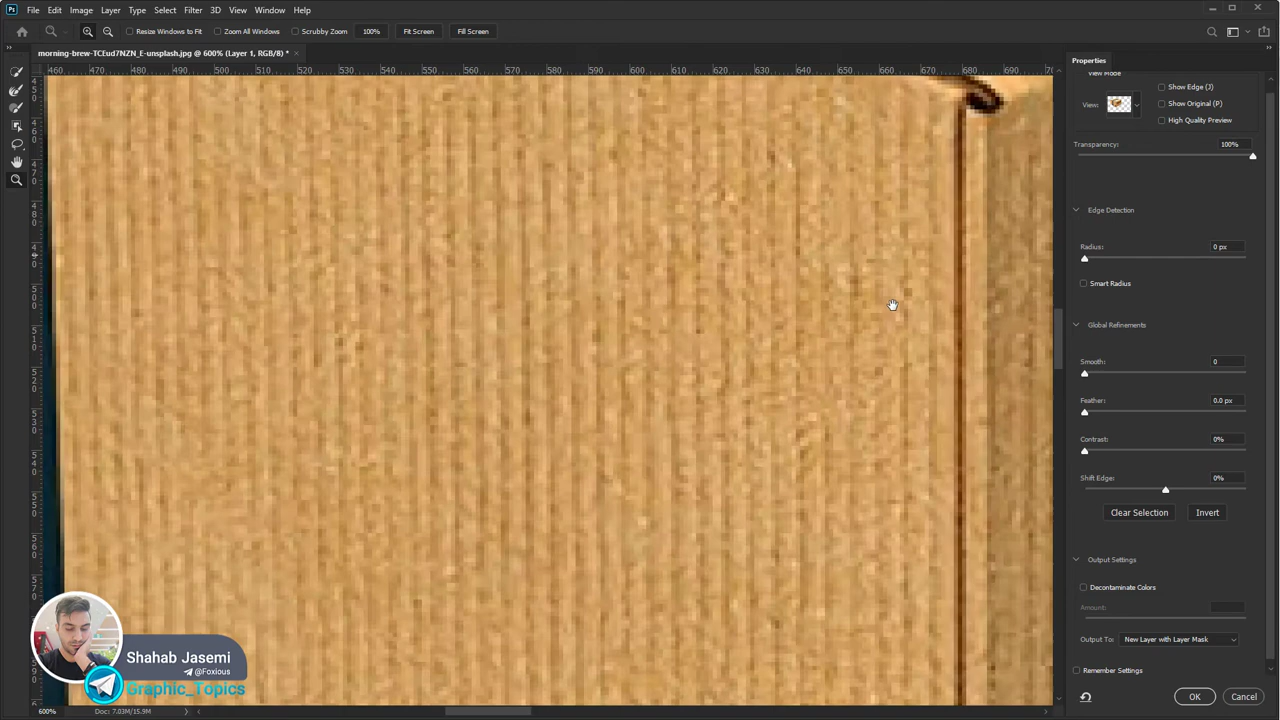 Ps File Edit Image Layer Type Select Filter 3D View Window Help
Resize Windows to Fit Zoom All Windows Scrubby Zoom 100% Fit Screen Fill Screen
morning-brew-TCEud7NZN_E-unsplash.jpg @ 600% (Layer 1, RGB/8) *
460 470 480 490 500 510 520 530 540 550 560 570 580 590 600 610 620 630 640 650 660 670 680 690
Properties
View Mode
Show Edge (J)
View:
Show Original (P)
High Quality Preview
Transparency: 100%
Edge Detection
Radius: 0 px
Smart Radius
Global Refinements
Smooth: 0
Feather: 0.0 px
Contrast: 0%
Shift Edge: 0%
Clear Selection Invert
Output Settings
Decontaminate Colors
Amount:
Output To: New Layer with Layer Mask
Remember Settings
OK Cancel
Shahab Jasemi
@Foxious
Graphic_Topics
600% Doc: 7.03M/15.9M